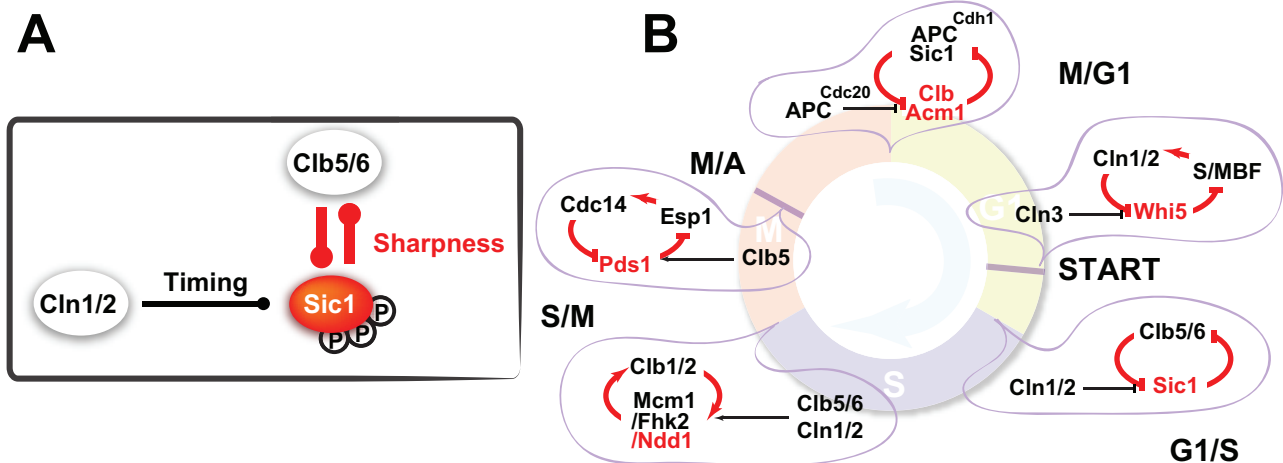 A
Clb5/6
Sharpness
Timing
Cln1/2
Sic1
P
P
P
B
Cdh1
APC
Sic1
Cdc20
APC
Clb
Acm1
M/G1
Cln1/2
S/MBF
Cln3
Whi5
G1
START
M/A
Cdc14
Esp1
Pds1
Clb5
M
S/M
Clb1/2
Mcm1
/Fhk2
/Ndd1
Clb5/6
Cln1/2
S
Clb5/6
Cln1/2
Sic1
G1/S